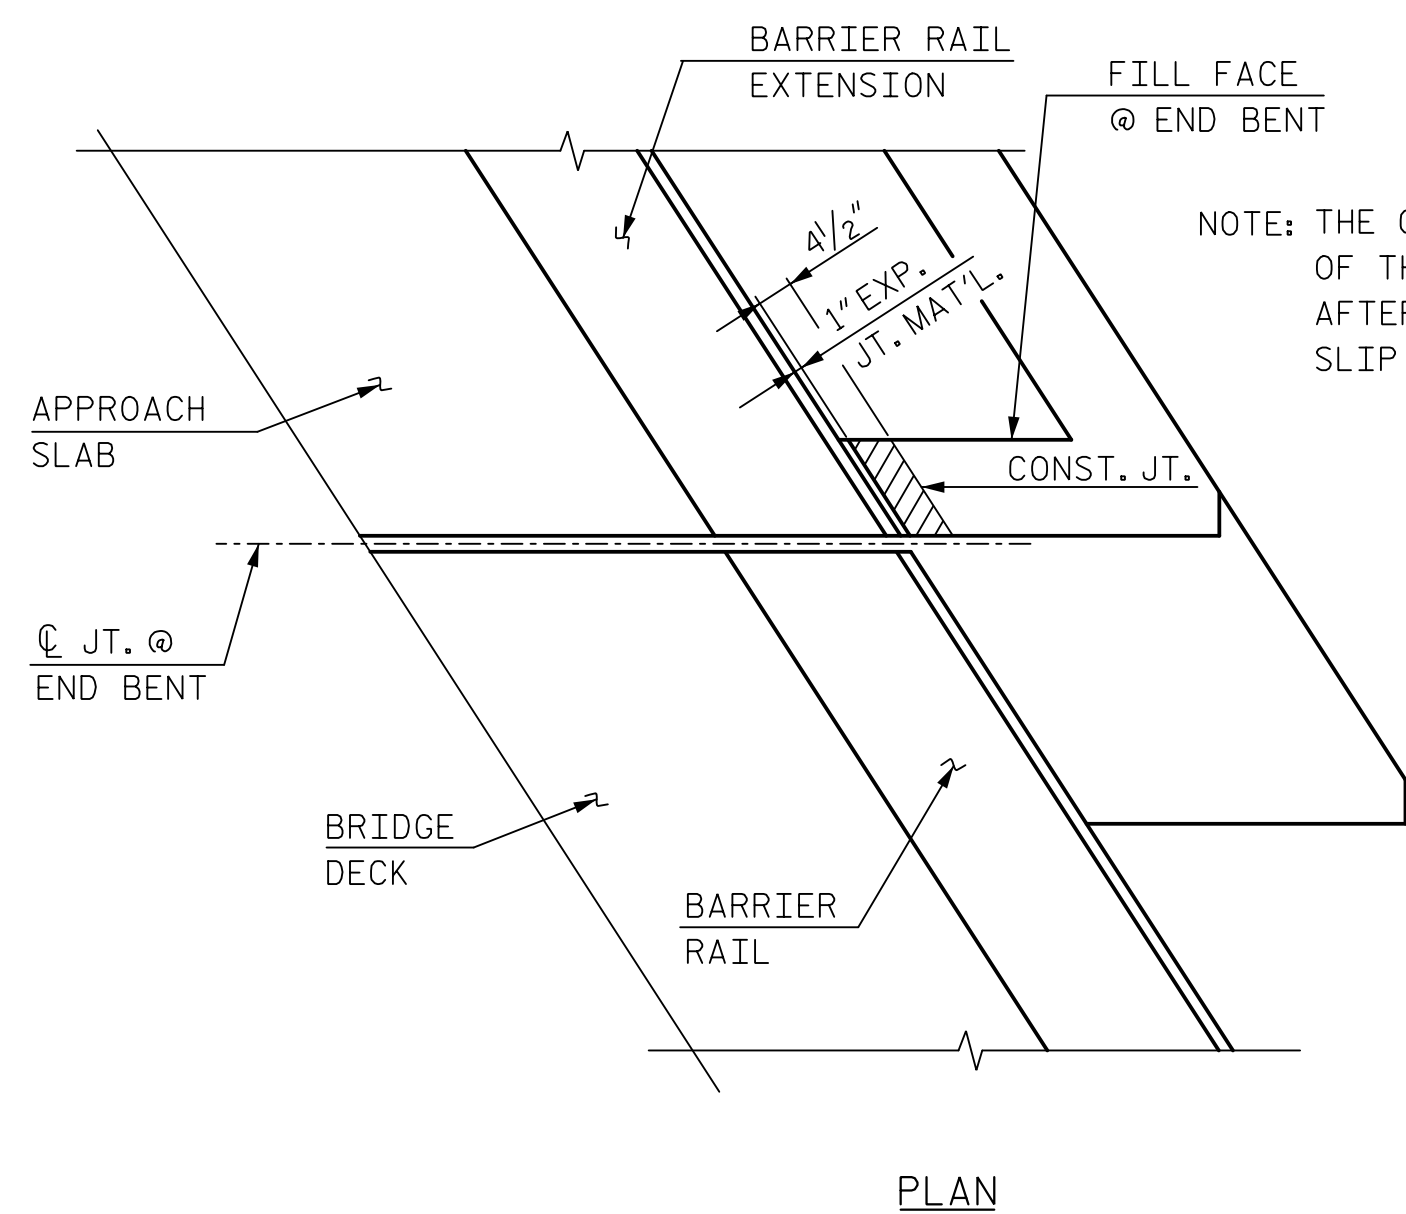 BARRIER RAIL
EXTENSION
FILL FACE
@ END BENT
NOTE: THE
OF
AFTER
SLIP
4½"
1" EXP.
JT. MAT'L.
APPROACH
SLAB
CONST. JT.
℄ JT. @
END BENT
BRIDGE
DECK
BARRIER
RAIL
PLAN